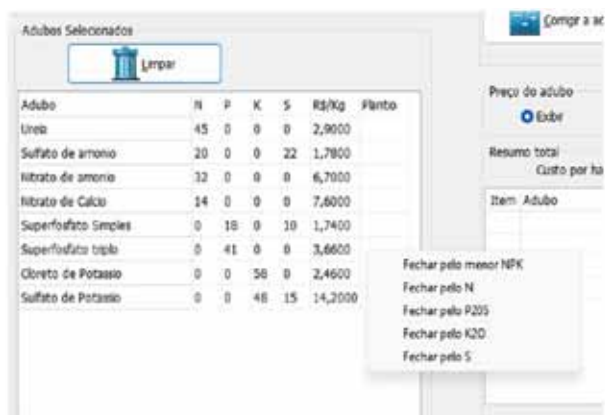 Adubos Selecionados
Limpar
Adubo N P K S R$/Kg Plantio
Ureia 45 0 0 0 2,9000
Sulfato de amonio 20 0 0 22 1,7800
Nitrato de amonio 32 0 0 0 6,7000
Nitrato de Calcio 14 0 0 0 7,6000
Superfosfato Simples 0 18 0 10 1,7400
Superfosfato triplo 0 41 0 0 3,6600
Cloreto de Potassio 0 0 58 0 2,4600
Sulfato de Potassio 0 0 48 15 14,2000
Fechar pelo menor NPK
Fechar pelo N
Fechar pelo P2O5
Fechar pelo K2O
Fechar pelo S
Compr a ac
Preço do adubo
Exibir
Resumo total
Custo por ha
Item Adubo